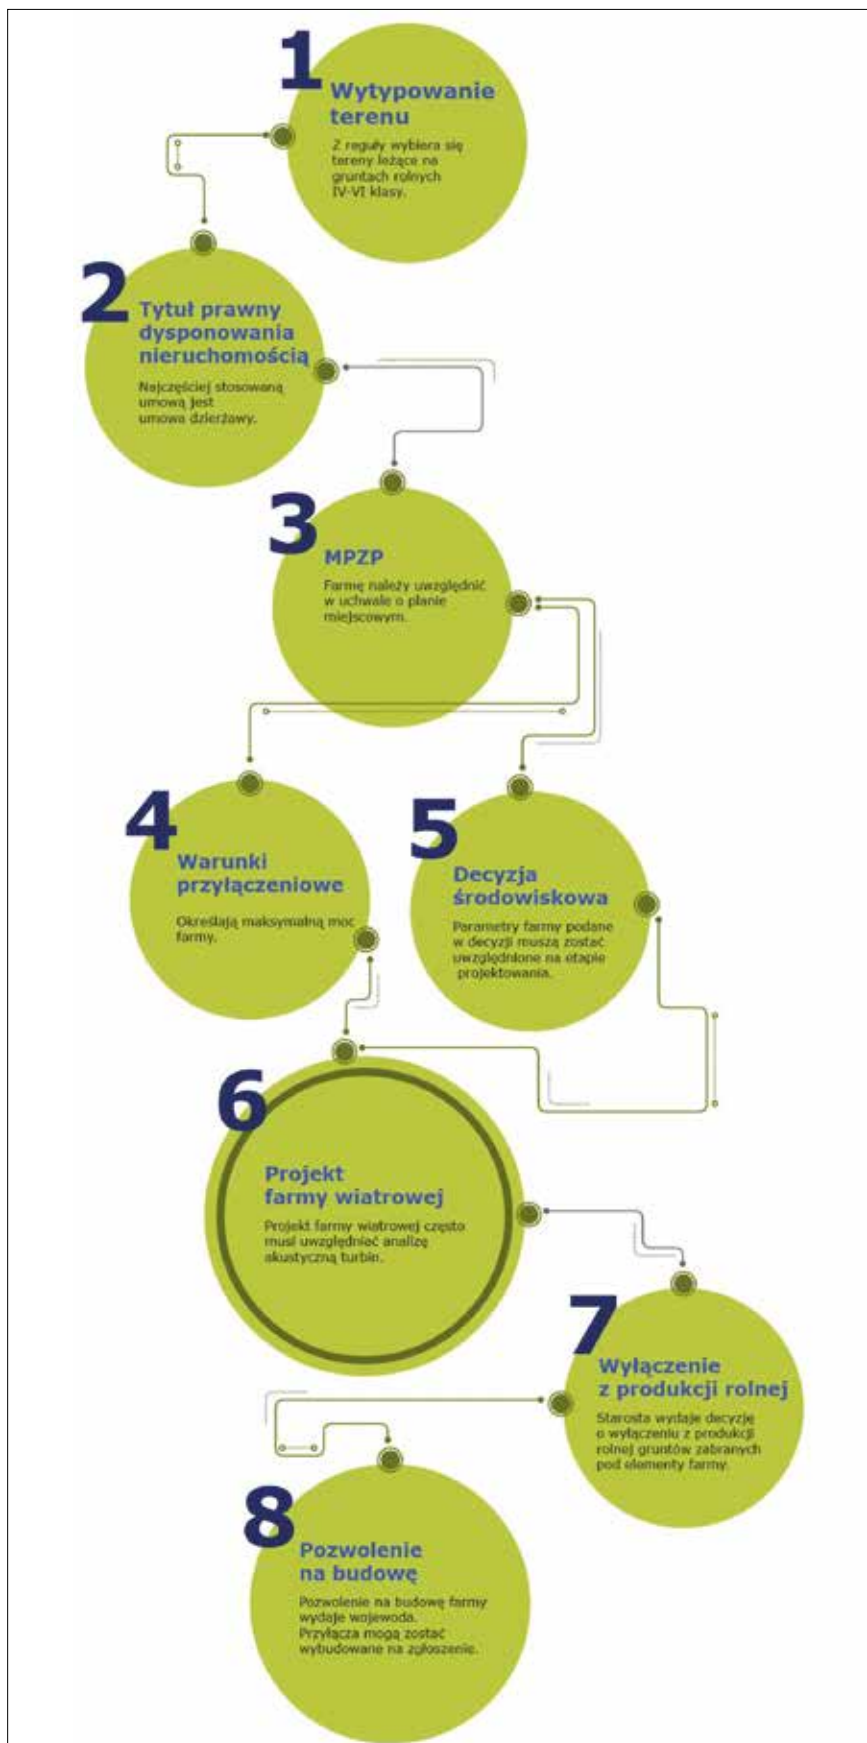 1
Wytypowanie
terenu
Z reguły wybiera się
tereny leżące na
gruntach rolnych
IV-VI klasy.
2
Tytuł prawny
dysponowania
nieruchomością
Najczęściej stosowaną
umową jest
umowa dzierżawy.
3
MPZP
Farmę należy uwzględnić
w uchwale o planie
miejscowym.
4
Warunki
przyłączeniowe
Określają maksymalną moc
farmy.
5
Decyzja
środowiskowa
Parametry farmy podane
w decyzji muszą zostać
uwzględnione na etapie
projektowania.
6
Projekt
farmy wiatrowej
Projekt farmy wiatrowej często
musi uwzględniać analizę
akustyczną turbin.
7
Wyłączenie
z produkcji rolnej
Starosta wydaje decyzję
o wyłączeniu z produkcji
rolnej gruntów zabranych
pod elementy farmy.
8
Pozwolenie
na budowę
Pozwolenie na budowę farmy
wydaje wojewoda.
Przyłącza mogą zostać
wybudowane na zgłoszenie.